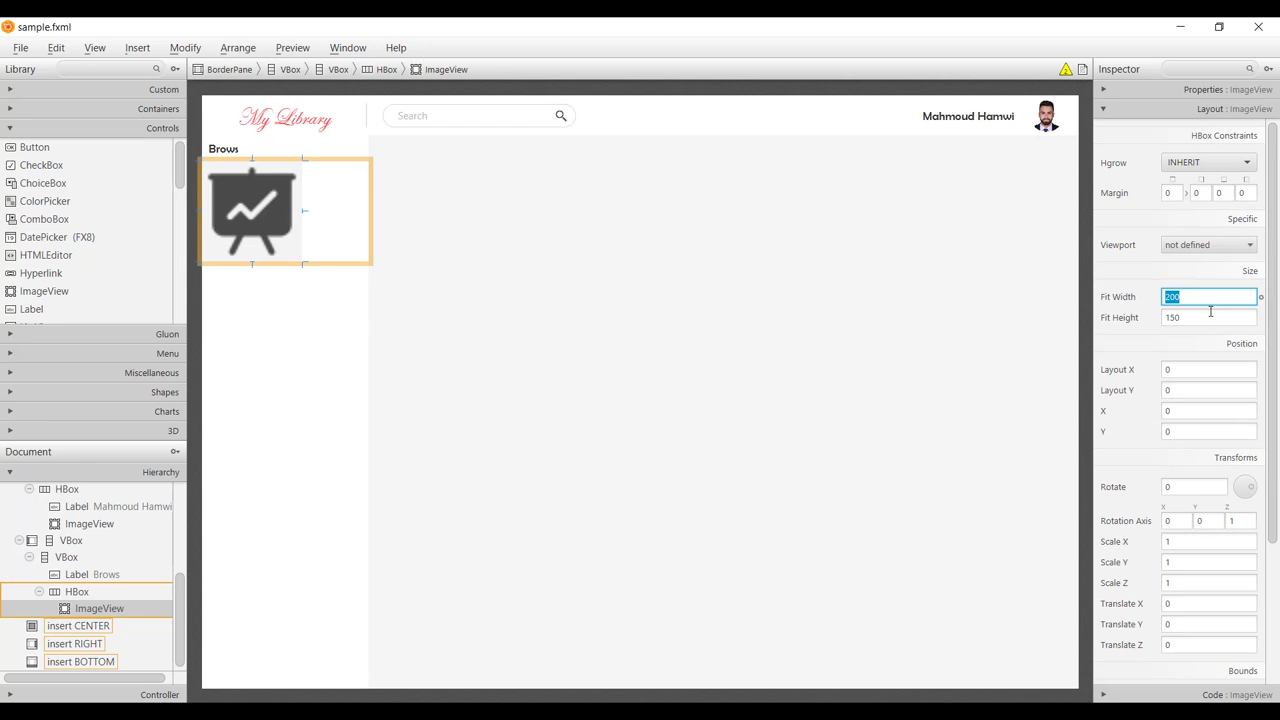 sample.fxml
File Edit View Insert Modify Arrange Preview Window Help
Library
BorderPane VBox VBox HBox ImageView
Inspector
Custom
Containers
Controls
Button
CheckBox
ChoiceBox
ColorPicker
ComboBox
DatePicker (FX8)
HTMLEditor
Hyperlink
ImageView
Label
Gluon
Menu
Miscellaneous
Shapes
Charts
3D
Document
Hierarchy
HBox
Label Mahmoud Hamwi
ImageView
VBox
VBox
Label Brows
HBox
ImageView
insert CENTER
insert RIGHT
insert BOTTOM
Controller
My Library
Search
Mahmoud Hamwi
Brows
Properties : ImageView
Layout : ImageView
HBox Constraints
Hgrow INHERIT
Margin 0 0 0 0
Specific
Viewport not defined
Size
Fit Width 200
Fit Height 150
Position
Layout X 0
Layout Y 0
X 0
Y 0
Transforms
Rotate 0
X Y Z
Rotation Axis 0 0 1
Scale X 1
Scale Y 1
Scale Z 1
Translate X 0
Translate Y 0
Translate Z 0
Bounds
Code : ImageView